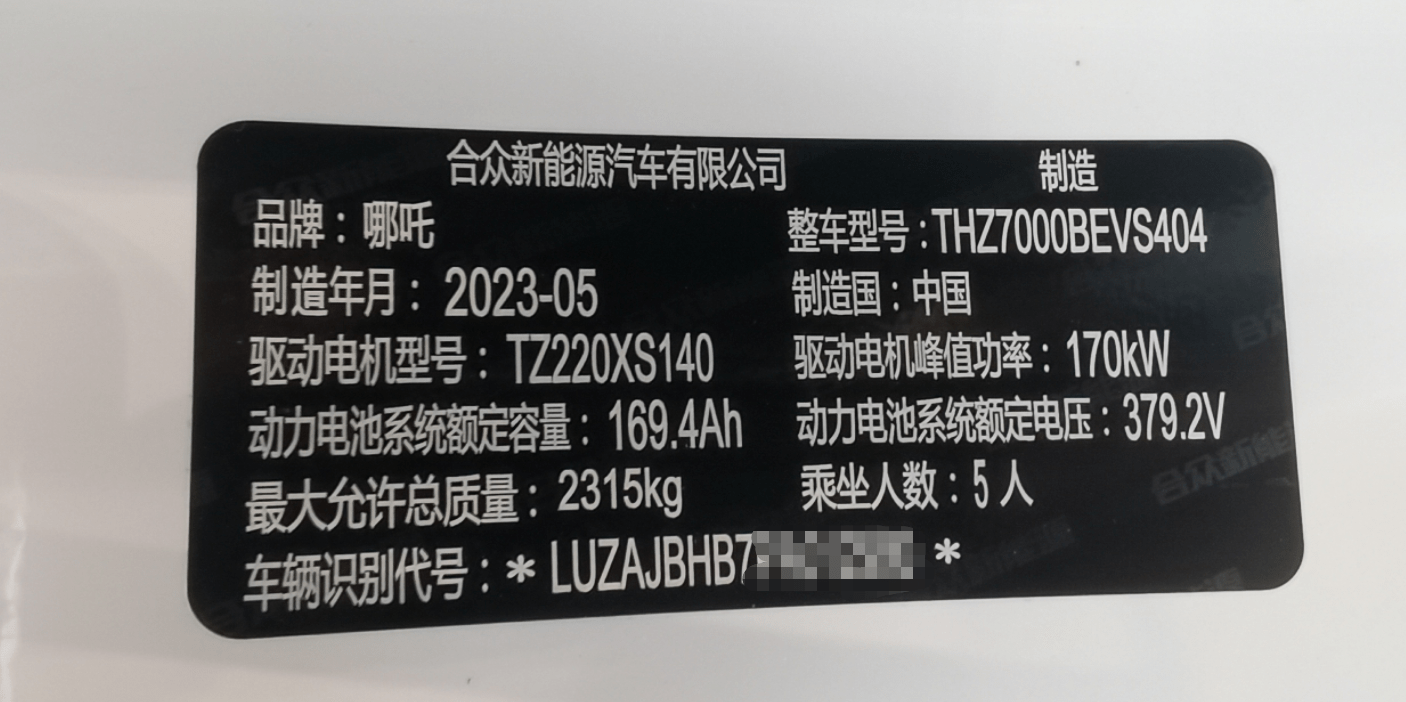 合众新能源汽车有限公司 制造
品牌：哪吒 整车型号：THZ7000BEVS404
制造年月：2023-05 制造国：中国
驱动电机型号：TZ220XS140 驱动电机峰值功率：170kW
动力电池系统额定容量：169.4Ah 动力电池系统额定电压：379.2V
最大允许总质量：2315kg 乘坐人数：5人
车辆识别代号：* LUZAJBHB7 *